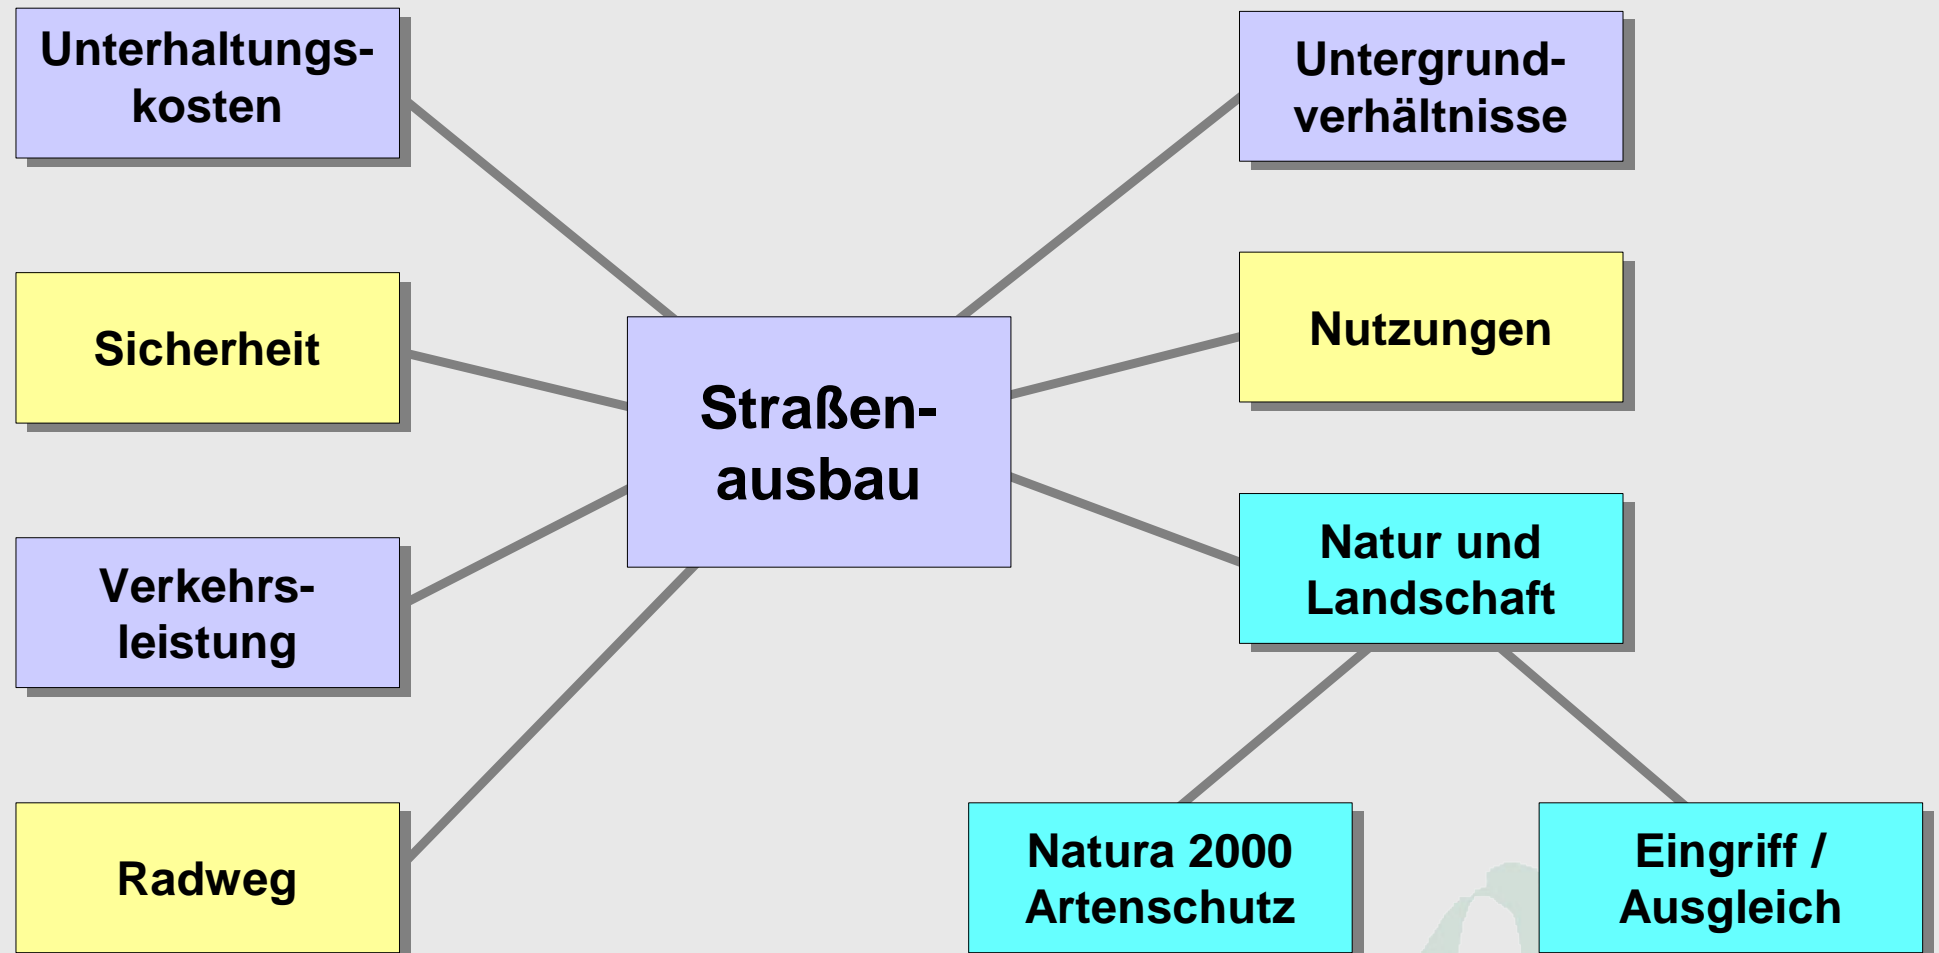 Unterhaltungs-
kosten
Untergrund-
verhältnisse
Sicherheit
Nutzungen
Straßen-
ausbau
Verkehrs-
leistung
Natur und
Landschaft
Radweg
Natura 2000
Artenschutz
Eingriff /
Ausgleich